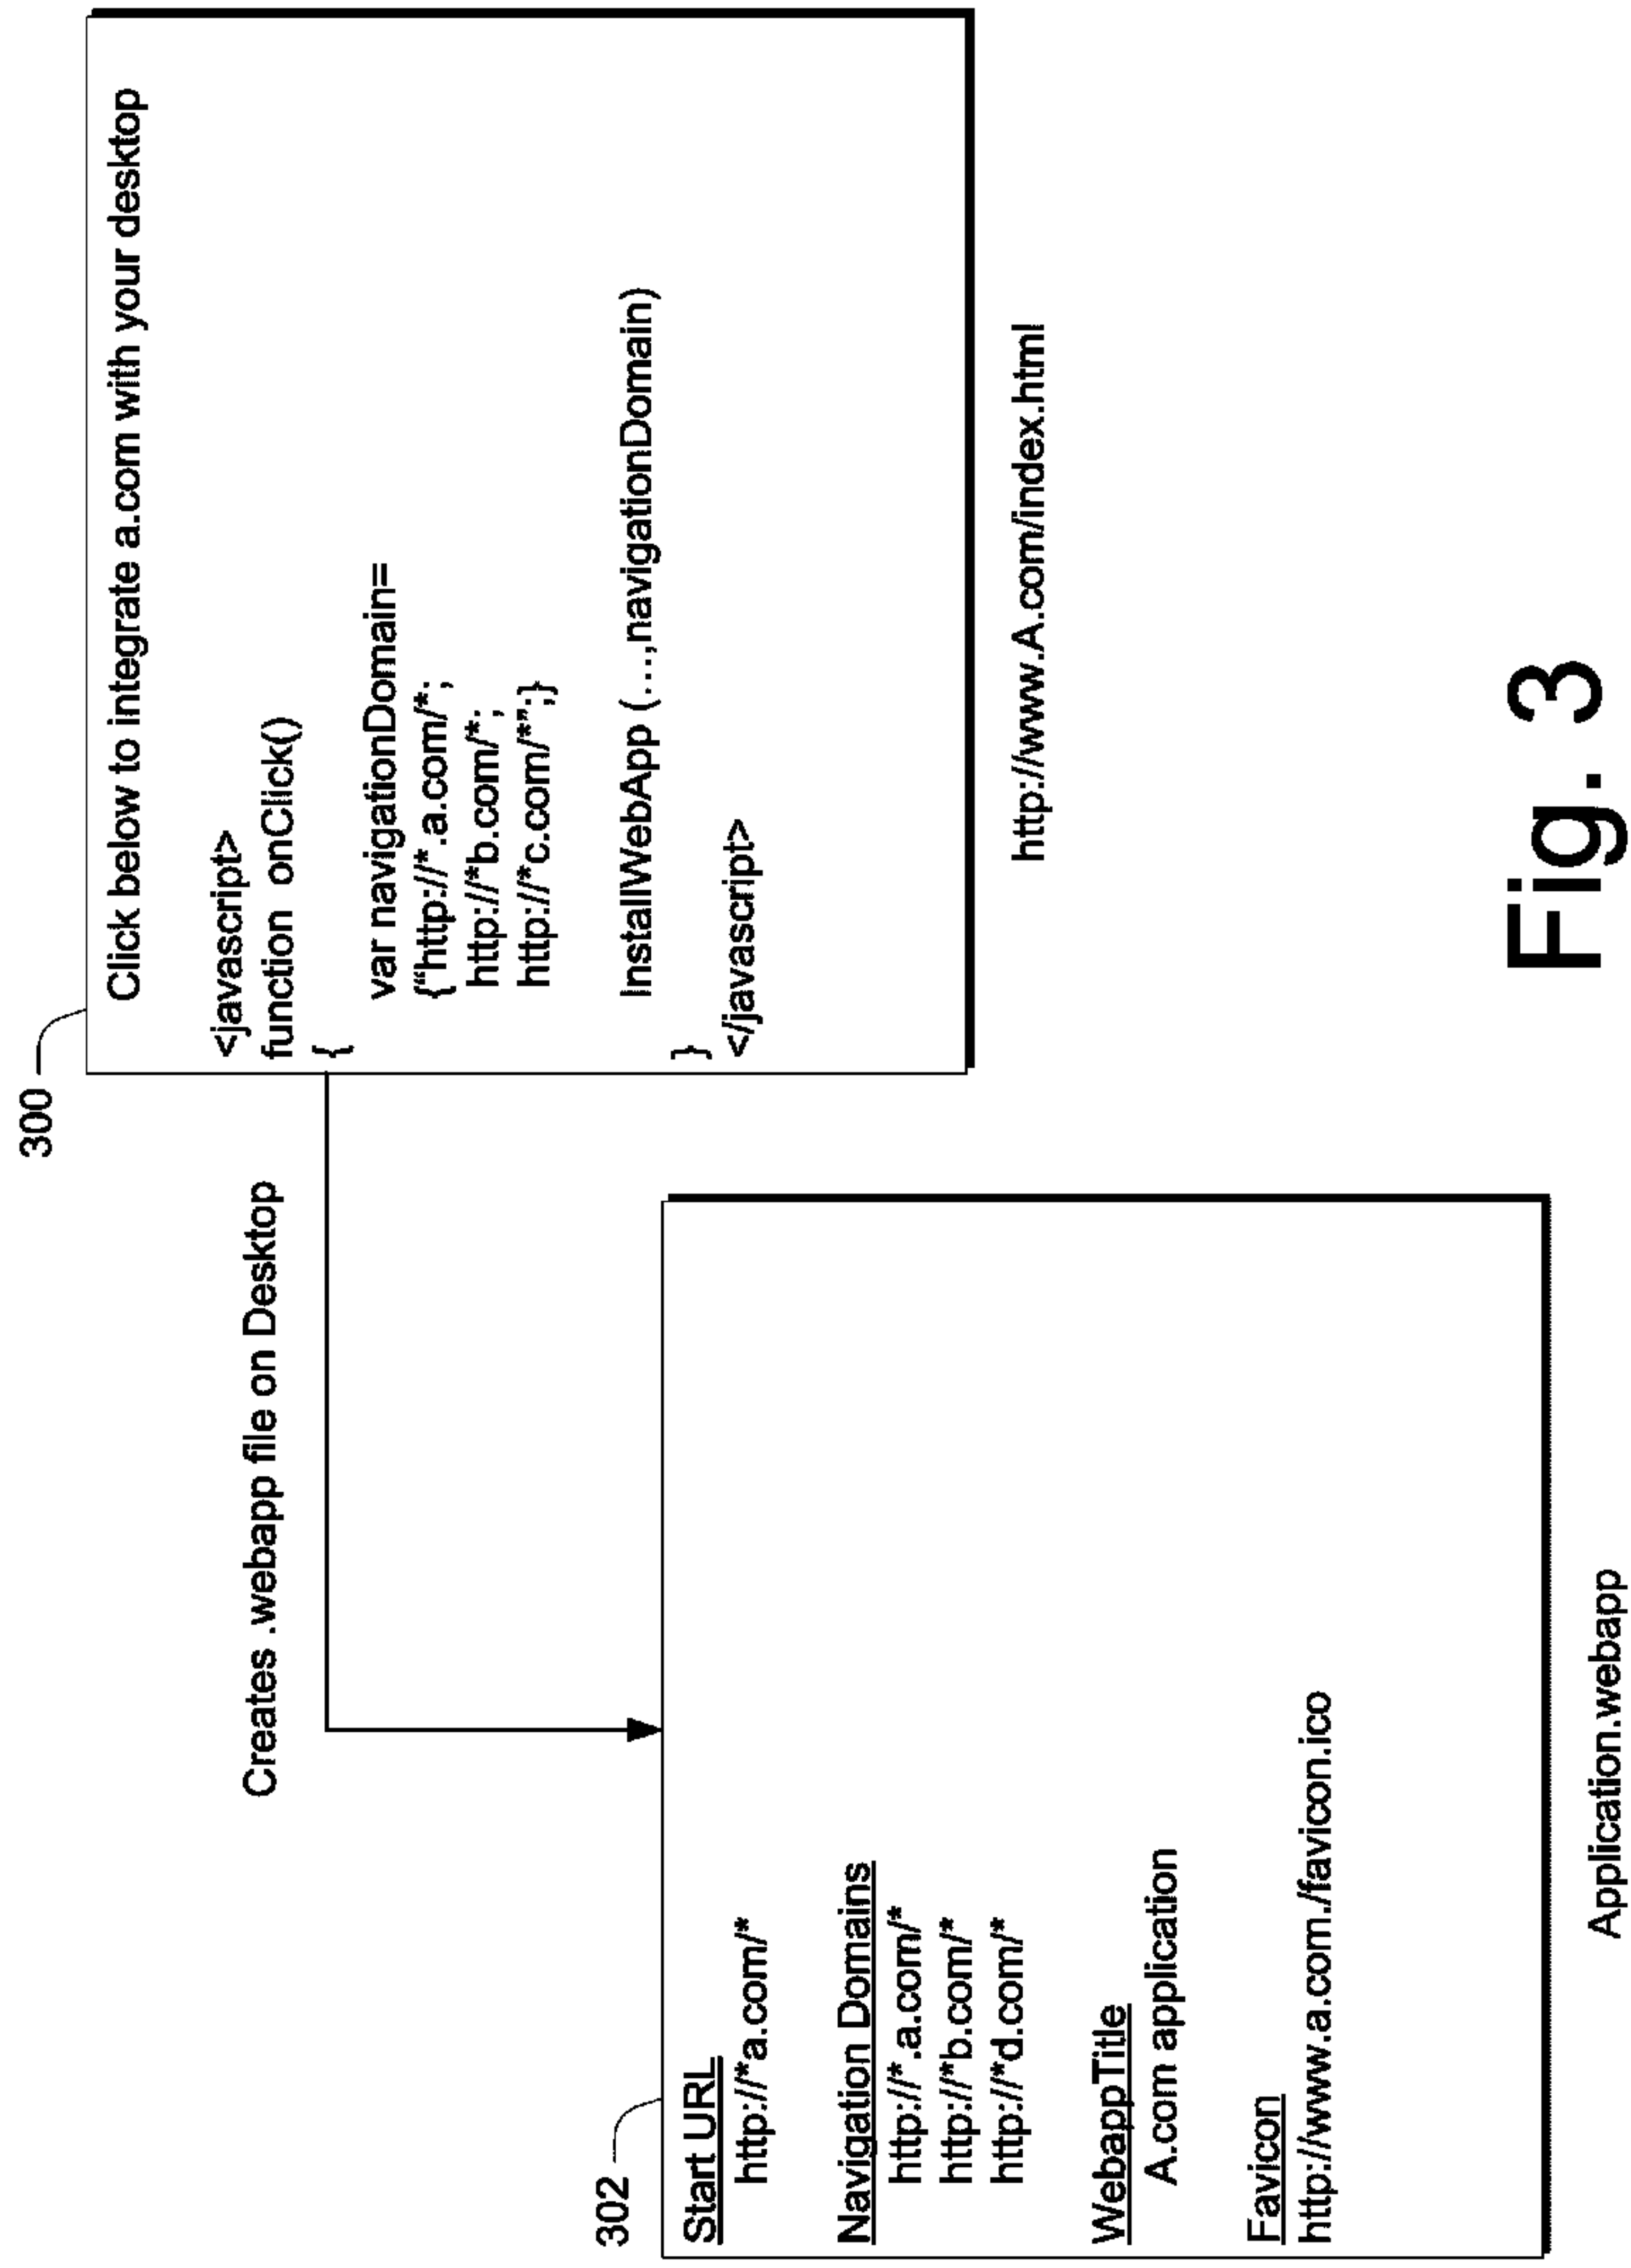 300
Click below to integrate a.com with your desktop
<javascript>
function onClick()
{
var navigationDomain=
{“http://*.a.com/*;
http://*b.com/*;
http://*c.com/*”;}
InstallWebApp (…,navigationDomain)
}
</javascript>
http://www.A.com/index.html
Creates .webapp file on Desktop
302
Start URL
http://*a.com/*
Navigation Domains
http://*.a.com/*
http://*b.com/*
http://*d.com/*
WebappTitle
A.com application
Favicon
http://www.a.com./favicon.ico
Application.webapp
Fig. 3